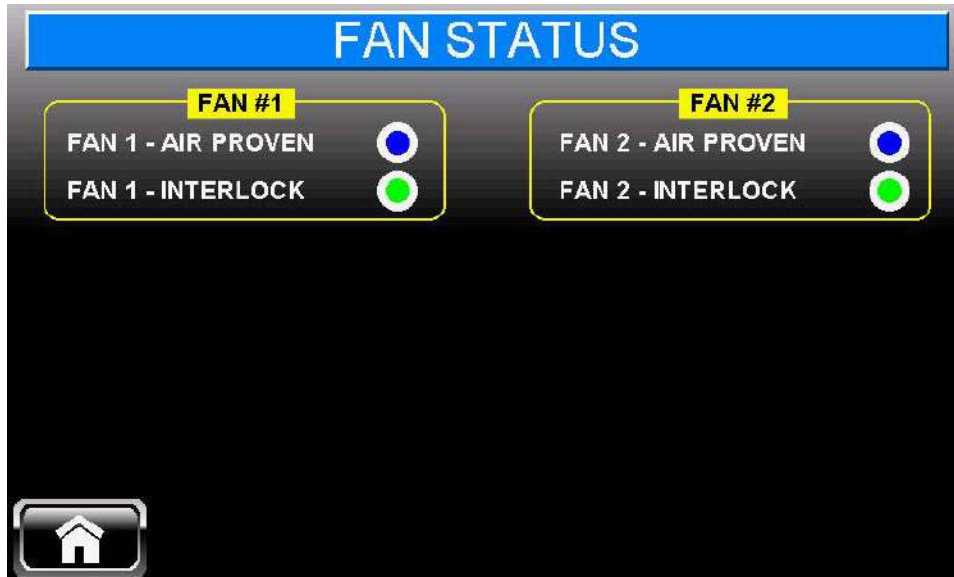 FAN STATUS
FAN #1
FAN 1 - AIR PROVEN
FAN 1 - INTERLOCK
FAN #2
FAN 2 - AIR PROVEN
FAN 2 - INTERLOCK